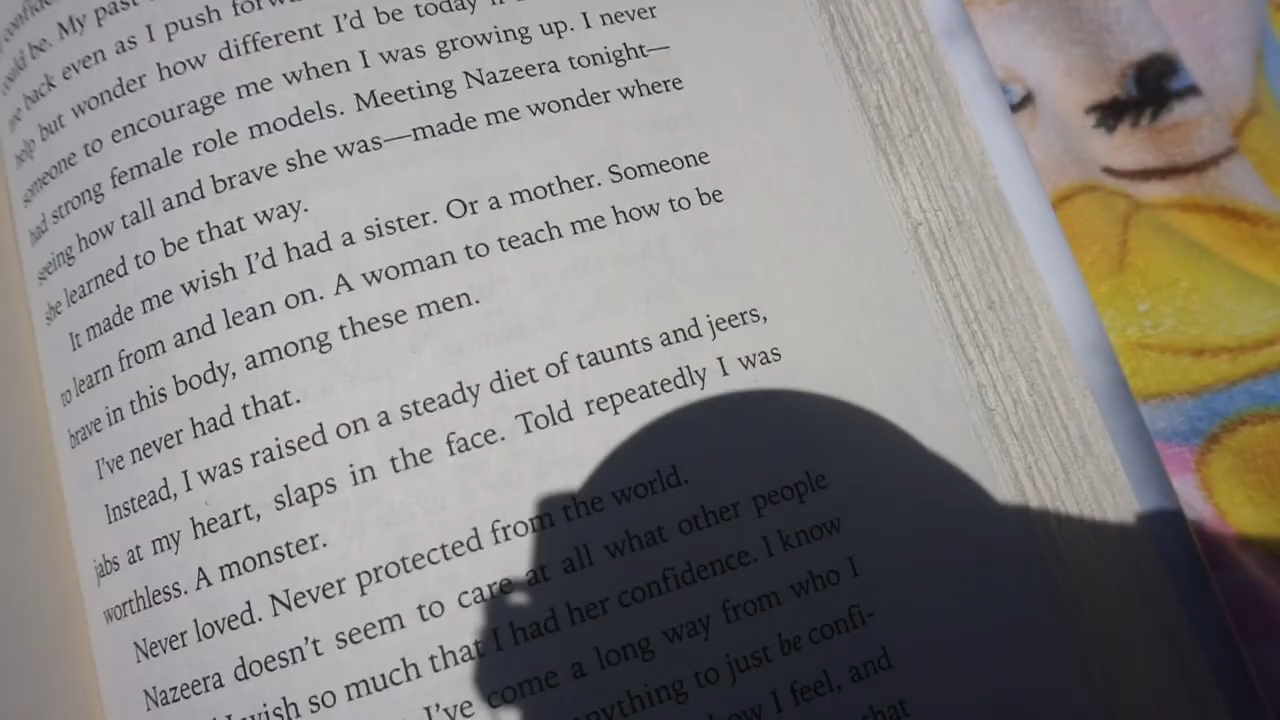 could be. My past
me back even as I push
help but wonder how different I'd be today
someone to encourage me when I was growing up. I never
had strong female role models. Meeting Nazeera tonight—
seeing how tall and brave she was—made me wonder where
she learned to be that way.
It made me wish I'd had a sister. Or a mother. Someone
to learn from and lean on. A woman to teach me how to be
brave in this body, among these men.
I've never had that.
Instead, I was raised on a steady diet of taunts and jeers,
jabs at my heart, slaps in the face. Told repeatedly I was
worthless. A monster.
Never loved. Never protected from the world.
Nazeera doesn't seem to care at all what other people
wish so much that I had her confidence. I know
I've come a long way from who I
anything to just be confi-
how I feel, and
that